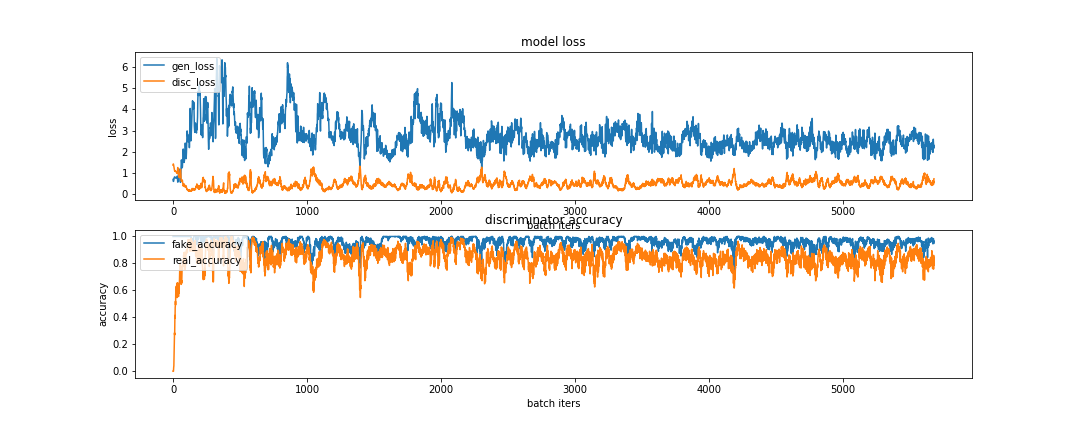 model loss
gen_loss
disc_loss
loss
6
5
4
3
2
1
0
0 1000 2000 3000 4000 5000
batch iters
discriminator accuracy
fake_accuracy
real_accuracy
accuracy
1.0
0.8
0.6
0.4
0.2
0.0
0 1000 2000 3000 4000 5000
batch iters